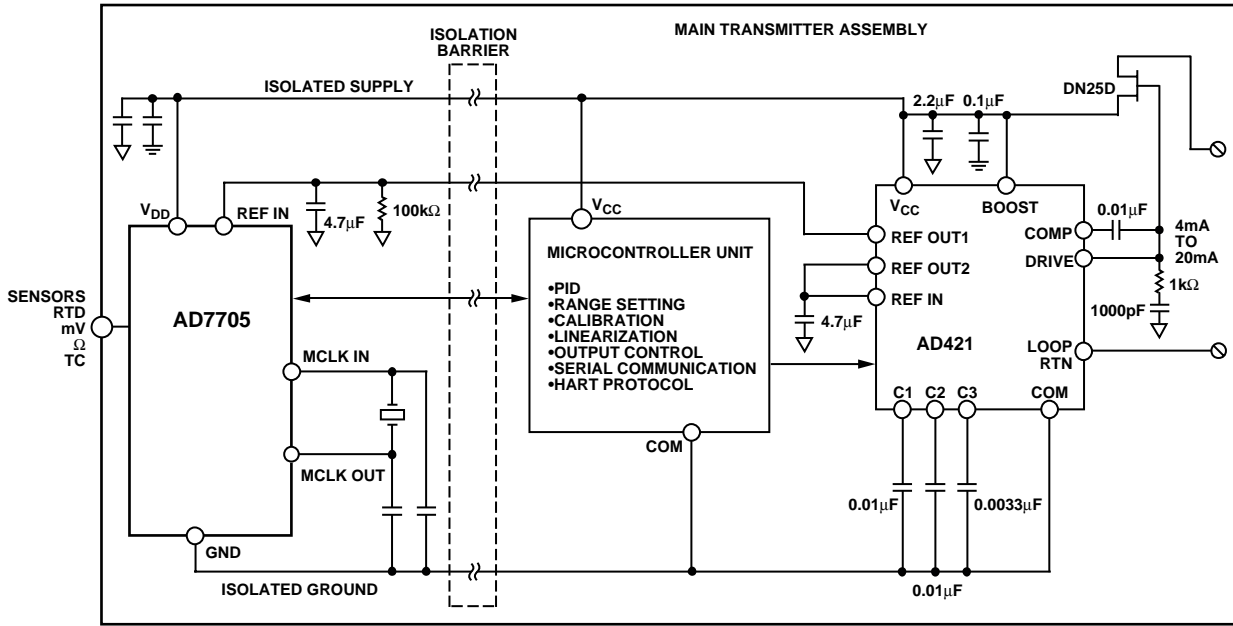 ISOLATION
BARRIER
MAIN TRANSMITTER ASSEMBLY
ISOLATED SUPPLY
DN25D
2.2µF
0.1µF
VDD
REF IN
4.7µF
100kΩ
VCC
MICROCONTROLLER UNIT
•PID
•RANGE SETTING
•CALIBRATION
•LINEARIZATION
•OUTPUT CONTROL
•SERIAL COMMUNICATION
•HART PROTOCOL
COM
VCC
BOOST
REF OUT1
REF OUT2
REF IN
4.7µF
COMP
DRIVE
0.01µF
4mA
TO
20mA
1kΩ
1000pF
AD421
LOOP
RTN
C1
C2
C3
COM
SENSORS
RTD
mV
Ω
TC
AD7705
MCLK IN
MCLK OUT
GND
0.01µF
0.0033µF
ISOLATED GROUND
0.01µF